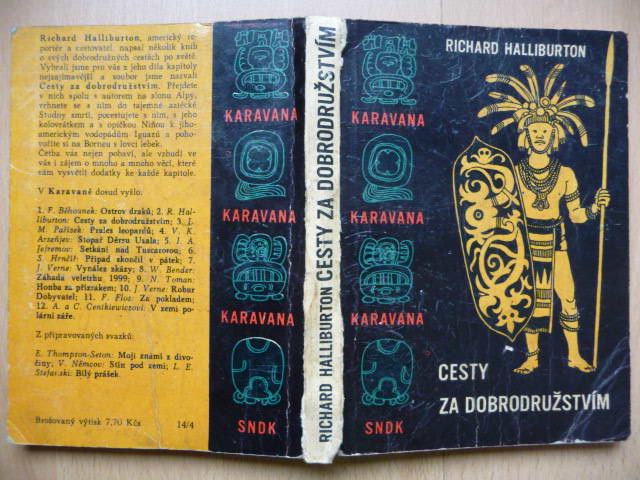 Richard Halliburton, americký re-
portér a cestovatel, napsal několik knih
o svých dobrodružných cestách po světě.
Vybrali jsme pro vás z jeho díla kapitoly
nejzajímavější a soubor jsme nazvali
Cesty za dobrodružstvím. Přejdete
v nich spolu s autorem na slonu Alpy,
vrhnete se s ním do tajemné aztécké
Studny smrti, pocestujete s ním, s jeho
kolovrátkem a s opičkou Niñou k jiho-
americkým vodopádům Iguazú a poho-
voříte si na Borneu s lovci lebek.
Četba vás nejen pobaví, ale vzbudí ve
vás i zájem o mnoho a mnoho věcí, které
vám vysvětlí dodatky ke každé kapitole.
V Karavaně dosud vyšlo:
1. F. Běhounek: Ostrov draků; 2. R. Hal-
liburton: Cesty za dobrodružstvím; 3. J.
M. Pařízek: Prales leopardů; 4. V. K.
Arseňjev: Stopař Děrsu Uzala; 5. I. A.
Jefremov: Setkání nad Tuscarorou; 6.
S. Hrnčíř: Případ skončil v pátek; 7.
J. Verne: Vynález zkázy; 8. W. Bender:
Záhada veletrhu 1999; 9. N. Toman:
Honba za přízrakem; 10. J. Verne: Robur
Dobyvatel; 11. F. Flos: Za pokladem;
12. A. a C. Centkiewiczovi: V zemi po-
lární záře.
Z připravovaných svazků:
E. Thompson-Seton: Moji známí z divo-
činy; V. Němcov: Stín pod zemí; L. E.
Bílý prášek.
Brožovaný výtisk 7,70 Kčs
14/4
KARAVANA
KARAVANA
KARAVANA
SNDK
RICHARD HALLIBURTON CESTY ZA DOBRODRUŽSTVÍM
KARAVANA
KARAVANA
KARAVANA
SNDK
RICHARD HALLIBURTON
CESTY
ZA DOBRODRUŽSTVÍM